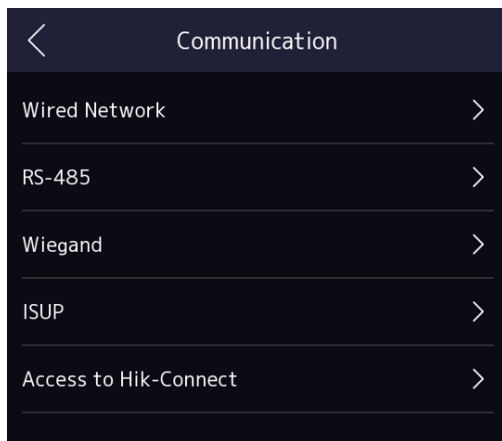 Communication
Wired Network
RS-485
Wiegand
ISUP
Access to Hik-Connect